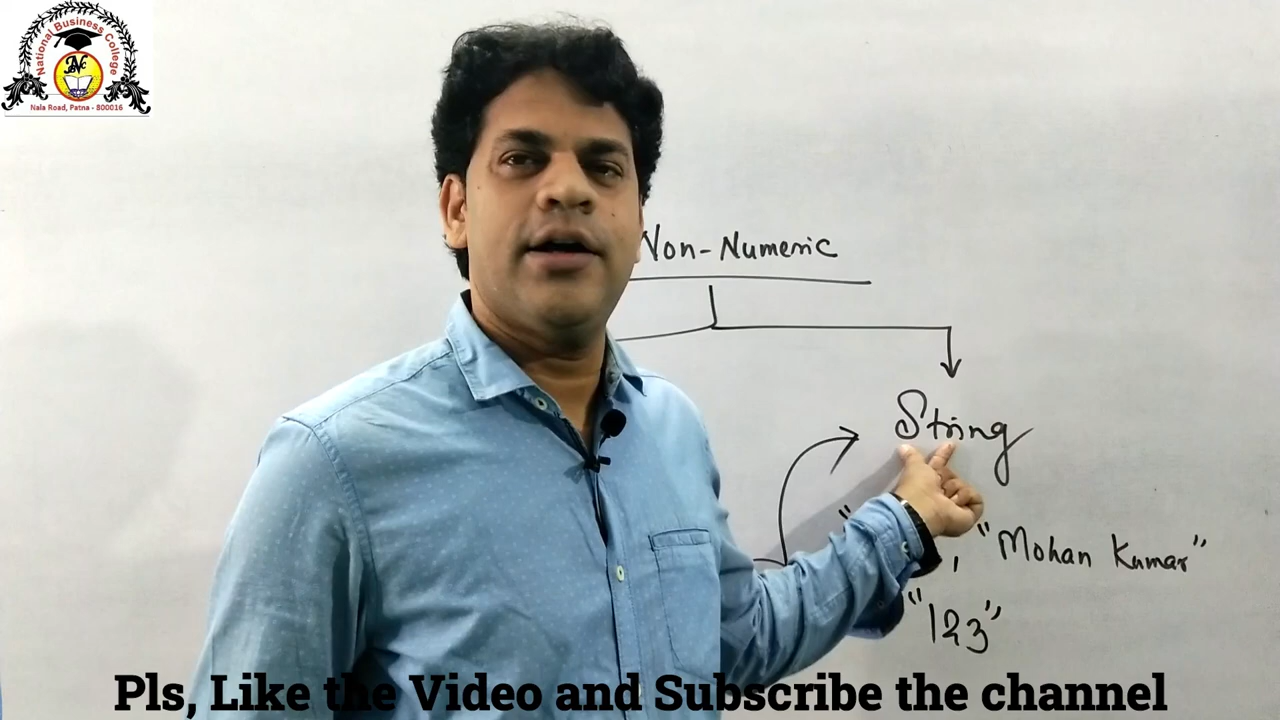 National Business College
NBC
Nala Road, Patna - 800016
Non-Numeric
String
"
, "Mohan Kumar"
"123"
Pls, Like the Video and Subscribe the channel